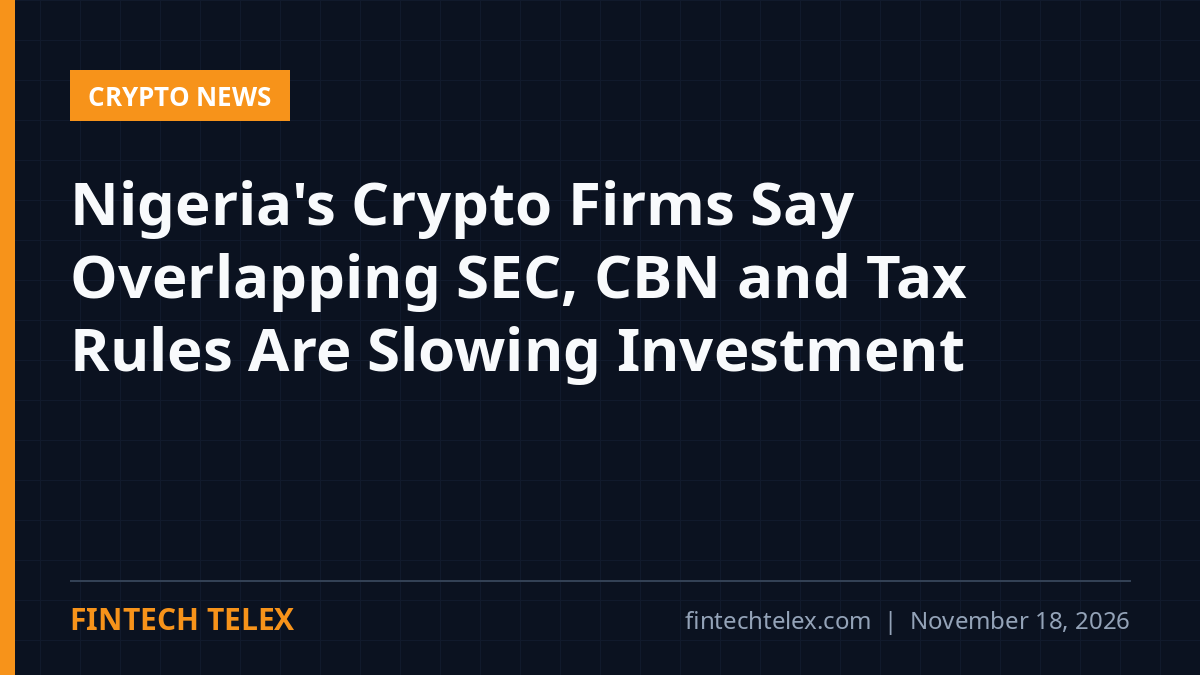 CRYPTO NEWS
Nigeria's Crypto Firms Say
Overlapping SEC, CBN and Tax
Rules Are Slowing Investment
FINTECH TELEX
fintechtelex.com | November 18, 2026